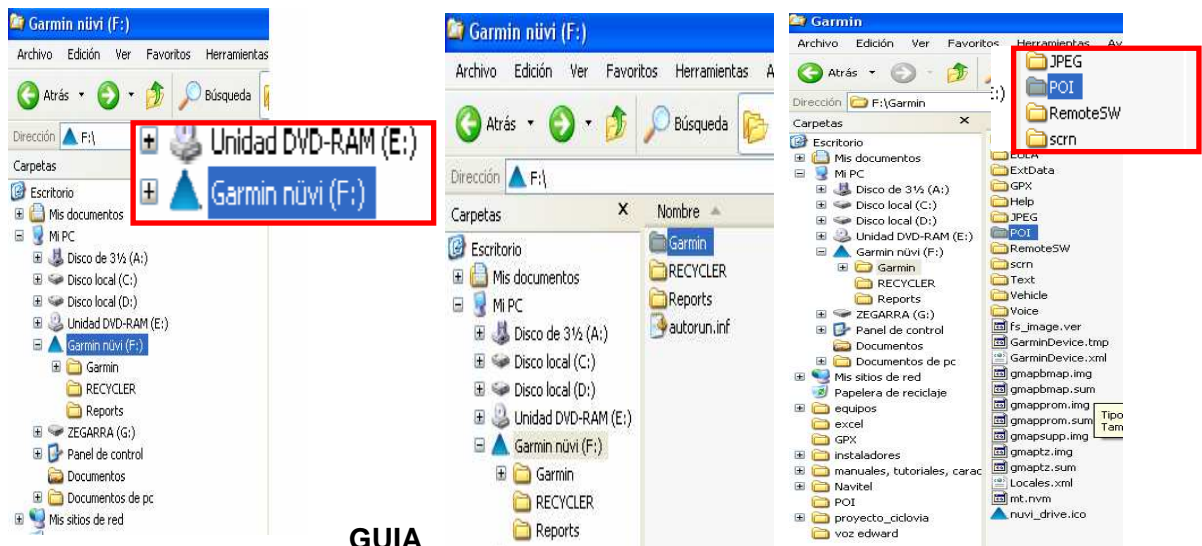 Garmin nüvi (F:)
Archivo Edición Ver Favoritos Herramientas
Atrás Búsqueda
Dirección F:\
Carpetas
Unidad DVD-RAM (E:)
Garmin nüvi (F:)
Escritorio
Mis documentos
Mi PC
Disco de 3½ (A:)
Disco local (C:)
Disco local (D:)
Unidad DVD-RAM (E:)
Garmin nüvi (F:)
Garmin
RECYCLER
Reports
ZEGARRA (G:)
Panel de control
Documentos
Documentos de pc
Mis sitios de red
GUIA
Garmin nüvi (F:)
Archivo Edición Ver Favoritos Herramientas A
Atrás Búsqueda
Dirección F:\
Carpetas X Nombre
Escritorio
Mis documentos
Mi PC
Disco de 3½ (A:)
Disco local (C:)
Disco local (D:)
Unidad DVD-RAM (E:)
Garmin nüvi (F:)
Garmin
RECYCLER
Reports
Garmin
RECYCLER
Reports
autorun.inf
Garmin
Archivo Edición Ver Favoritos Herramientas Ay
Atrás
Dirección F:\Garmin
Carpetas ×
Escritorio
Mis documentos
Mi PC
Disco de 3½ (A:)
Disco local (C:)
Disco local (D:)
Unidad DVD-RAM (E:)
Garmin nüvi (F:)
Garmin
RECYCLER
Reports
ZEGARRA (G:)
Panel de control
Documentos
Documentos de pc
Mis sitios de red
Papelera de reciclaje
equipos
excel
GPX
instaladores
manuales, tutoriales, carac
Navitel
POI
proyecto_ciclovia
voz edward
JPEG
POI
RemoteSW
scrn
:)
EULA
ExtData
GPX
Help
JPEG
POI
RemoteSW
scrn
Text
Vehicle
Voice
fs_image.ver
GarminDevice.tmp
GarminDevice.xml
gmapbmap.img
gmapbmap.sum
gmapprom.img
gmapprom.sum
gmapsupp.img
gmaptz.img
gmaptz.sum
Locales.xml
mt.nvm
nuvi_drive.ico
Tipo
Tam